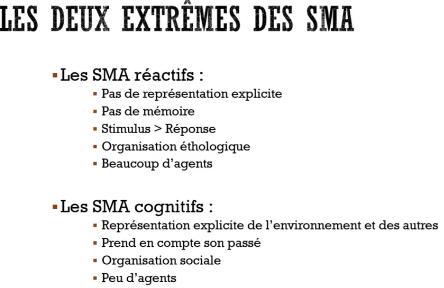 LES DEUX EXTRÊMES DES SMA
▪ Les SMA réactifs :
▪ Pas de représentation explicite
▪ Pas de mémoire
▪ Stimulus > Réponse
▪ Organisation éthologique
▪ Beaucoup d'agents
▪ Les SMA cognitifs :
▪ Représentation explicite de l'environnement et des autres
▪ Prend en compte son passé
▪ Organisation sociale
▪ Peu d'agents